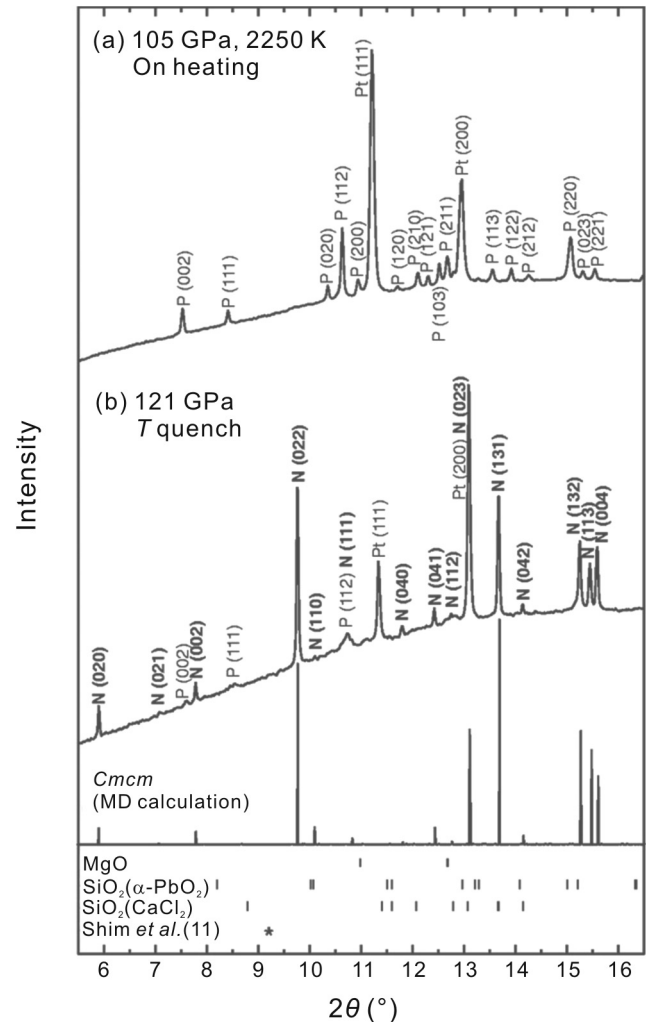 (a) 105 GPa, 2250 K
On heating
P (002)
P (111)
P (020)
P (112)
P (200)
Pt (111)
P (120)
P (210)
P (121)
P (103)
P (211)
Pt (200)
P (113)
P (122)
P (212)
P (220)
P (023)
P (221)
(b) 121 GPa
T quench
N (020)
N (021)
P (002)
N (002)
P (111)
N (022)
N (110)
P (112) N (111)
Pt (111)
N (040)
N (041)
N (112)
Pt (200) N (023)
N (131)
N (042)
N (132)
N (113)
N (004)
Intensity
Cmcm
(MD calculation)
MgO
SiO₂(α-PbO₂)
SiO₂(CaCl₂)
Shim et al.(11) *
6 7 8 9 10 11 12 13 14 15 16
2θ (°)